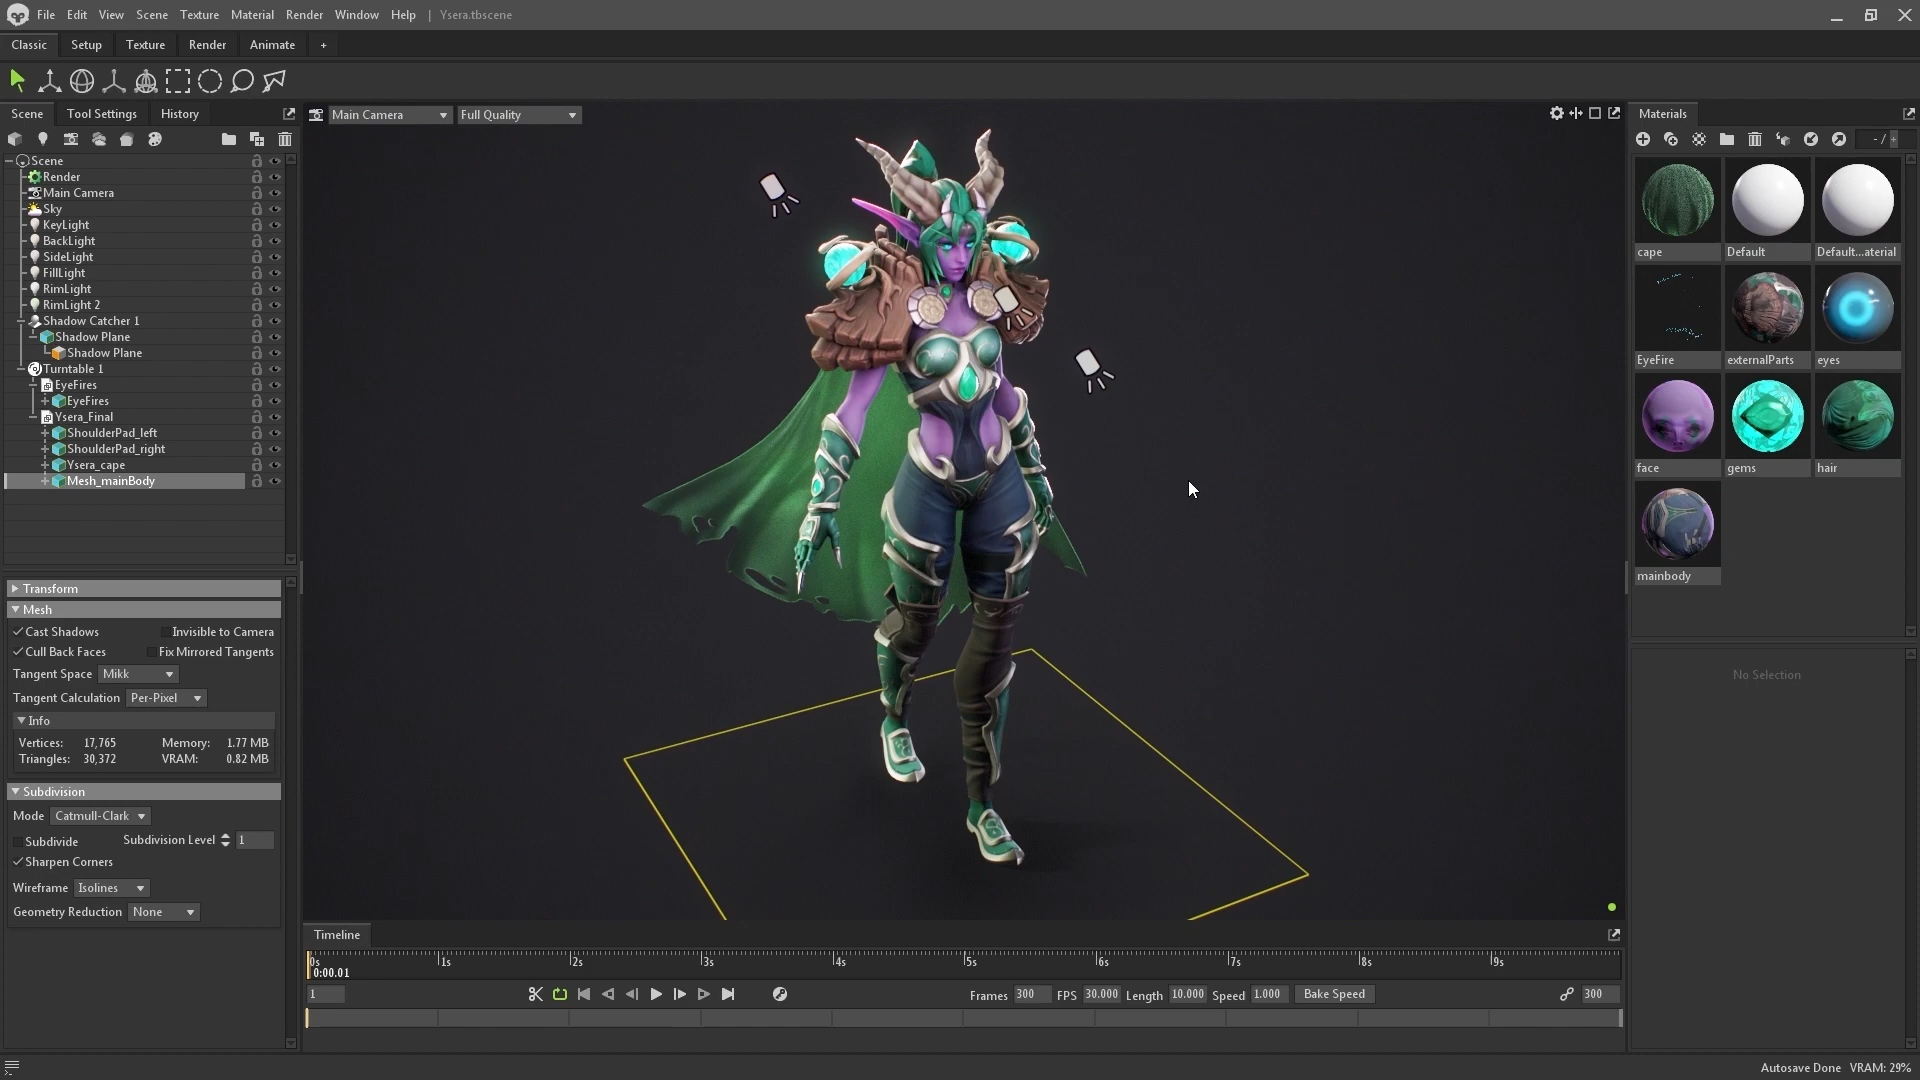 File Edit View Scene Texture Material Render Window Help | Ysera.tbscene
Classic Setup Texture Render Animate +
Scene Tool Settings History
Main Camera Full Quality
Scene
Render
Main Camera
Sky
KeyLight
BackLight
SideLight
FillLight
RimLight
RimLight 2
Shadow Catcher 1
Shadow Plane
Shadow Plane
Turntable 1
EyeFires
EyeFires
Ysera_Final
ShoulderPad_left
ShoulderPad_right
Ysera_cape
Mesh_mainBody
Transform
Mesh
Cast Shadows Invisible to Camera
Cull Back Faces Fix Mirrored Tangents
Tangent Space Mikk
Tangent Calculation Per-Pixel
Info
Vertices: 17,765 Memory: 1.77 MB
Triangles: 30,372 VRAM: 0.82 MB
Subdivision
Mode Catmull-Clark
Subdivide Subdivision Level 1
Sharpen Corners
Wireframe Isolines
Geometry Reduction None
Timeline
0s 1s 2s 3s 4s 5s 6s 7s 8s 9s
0:00.01
1 Frames 300 FPS 30.000 Length 10.000 Speed 1.000 Bake Speed 300
Materials
- / +
cape Default Default...aterial
EyeFire externalParts eyes
face gems hair
mainbody
No Selection
Autosave Done VRAM: 29%